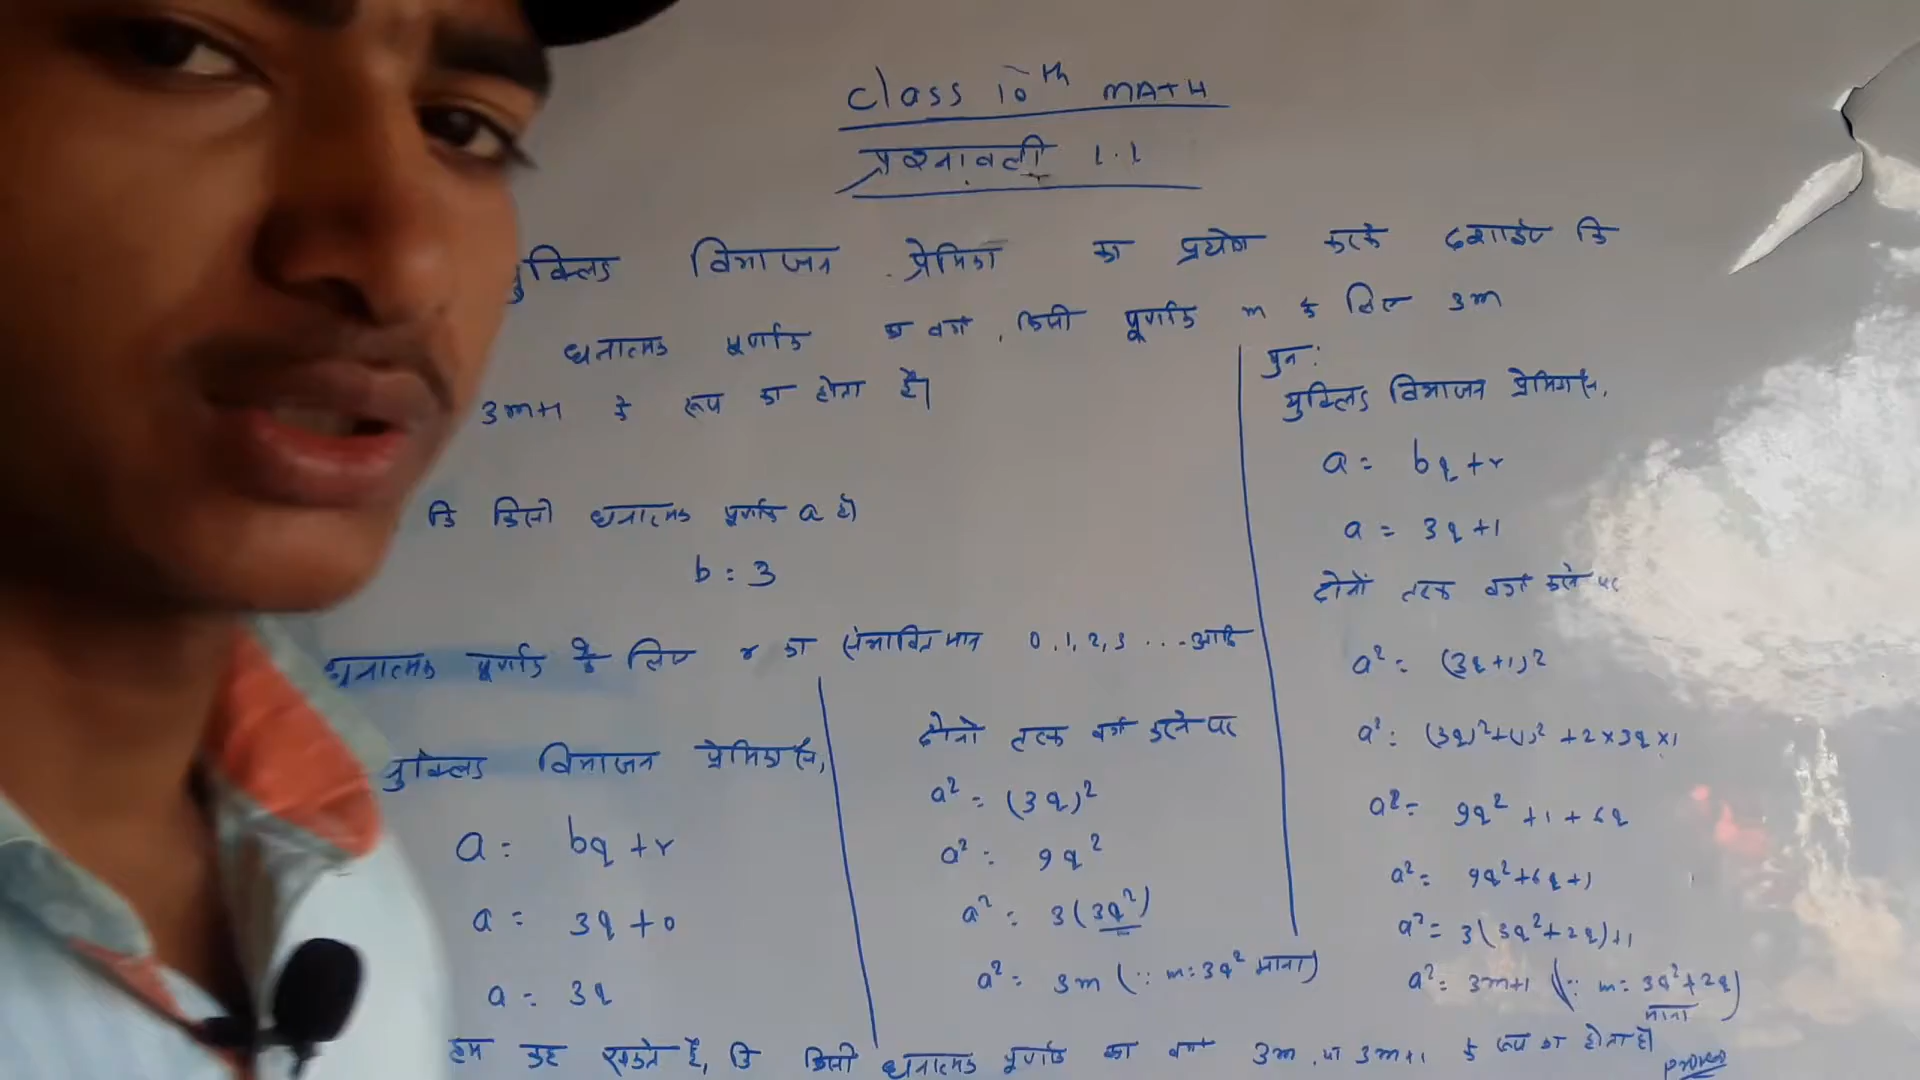 class 10th MATH
प्रश्नावली 1.1
युक्लिड विभाजन प्रेमिका का प्रयोग करके दर्शाइए कि
धनात्मक पूर्णांक का वर्ग, किसी पूर्णांक m के लिए 3m
3m+1 के रूप का होता है।
कि किसी धनात्मक पूर्णांक a है।
b = 3
धनात्मक पूर्णांक के लिए r का संभावित मान 0, 1, 2, 3 ... आदि
युक्लिड विभाजन प्रेमिका से,
a = bq + r
a = 3q + 0
a = 3q
दोनों तरफ वर्ग करने पर
a² = (3q)²
a² = 9q²
a² = 3(3q²)
a² = 3m (∵ m = 3q² माना)
पुनः
युक्लिड विभाजन प्रेमिका से,
a = bq + r
a = 3q + 1
दोनों तरफ वर्ग करने पर
a² = (3q+1)²
a² = (3q)² + (1)² + 2×3q×1
a² = 9q² + 1 + 6q
a² = 9q² + 6q + 1
a² = 3(3q² + 2q) + 1
a² = 3m+1 (∵ m = 3q² + 2q)
माना
हम कह सकते हैं, कि किसी धनात्मक पूर्णांक का वर्ग 3m या 3m+1 के रूप का होता है।
proved